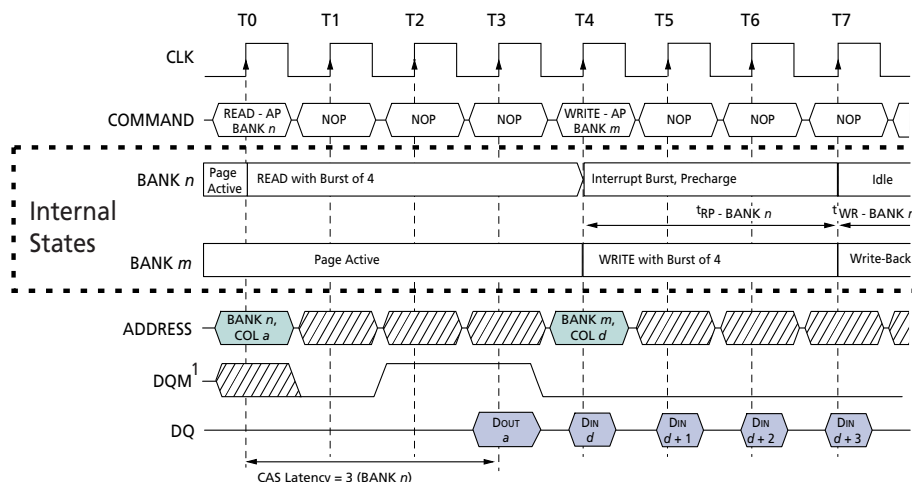 T0 T1 T2 T3 T4 T5 T6 T7
CLK
COMMAND READ - AP BANK n NOP NOP NOP WRITE - AP BANK m NOP NOP NOP
Internal States
BANK n Page Active READ with Burst of 4 Interrupt Burst, Precharge Idle
tRP - BANK n tWR - BANK n
BANK m Page Active WRITE with Burst of 4 Write-Back
ADDRESS BANK n, COL a BANK m, COL d
DQM1
DQ DOUT a DIN d DIN d + 1 DIN d + 2 DIN d + 3
CAS Latency = 3 (BANK n)